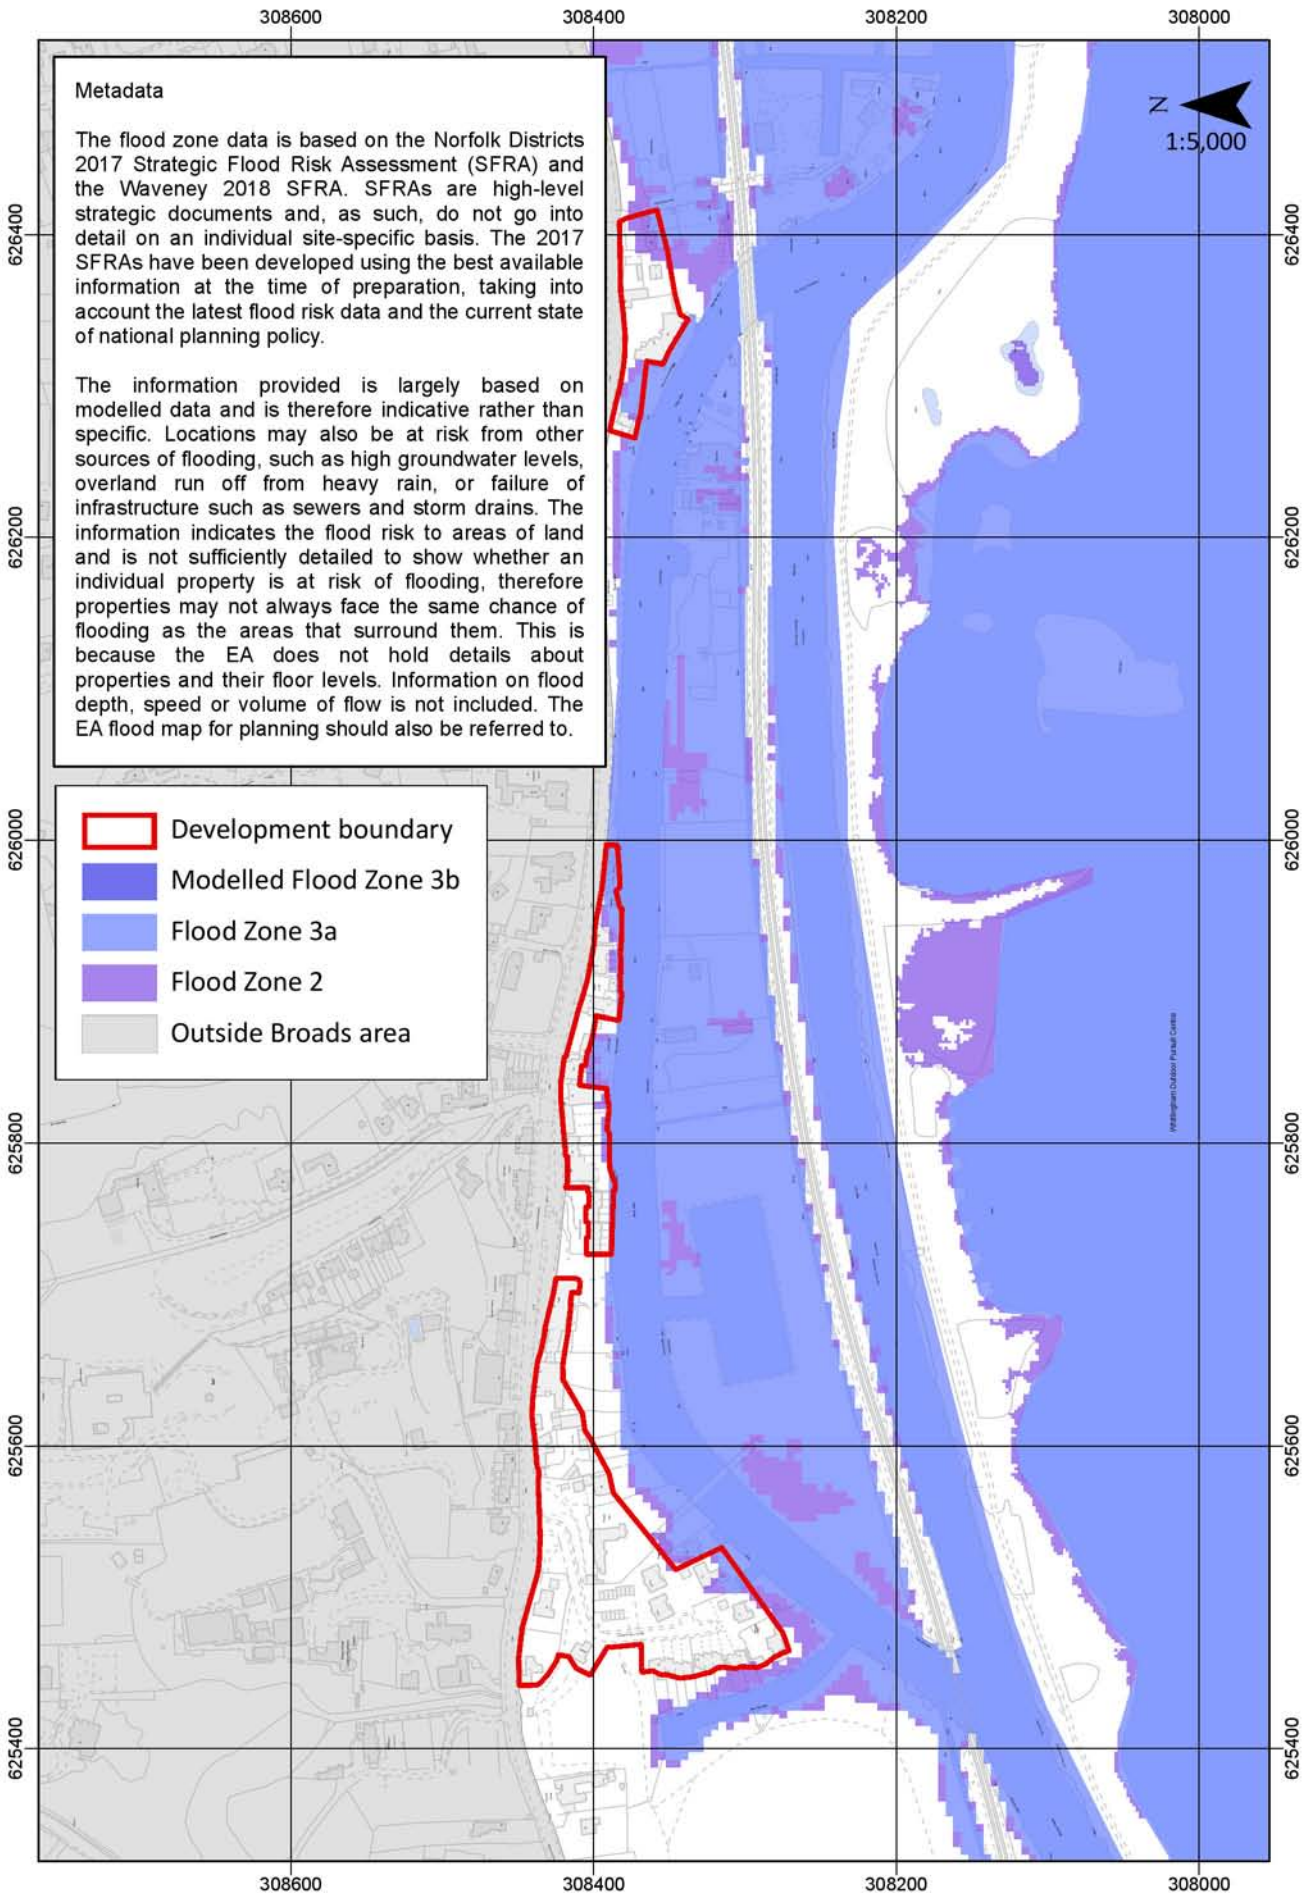 308600 308400 308200 308000
N
1:5,000
Metadata
The flood zone data is based on the Norfolk Districts
2017 Strategic Flood Risk Assessment (SFRA) and
the Waveney 2018 SFRA. SFRAs are high-level
strategic documents and, as such, do not go into
detail on an individual site-specific basis. The 2017
SFRAs have been developed using the best available
information at the time of preparation, taking into
account the latest flood risk data and the current state
of national planning policy.
The information provided is largely based on
modelled data and is therefore indicative rather than
specific. Locations may also be at risk from other
sources of flooding, such as high groundwater levels,
overland run off from heavy rain, or failure of
infrastructure such as sewers and storm drains. The
information indicates the flood risk to areas of land
and is not sufficiently detailed to show whether an
individual property is at risk of flooding, therefore
properties may not always face the same chance of
flooding as the areas that surround them. This is
because the EA does not hold details about
properties and their floor levels. Information on flood
depth, speed or volume of flow is not included. The
EA flood map for planning should also be referred to.
Development boundary
Modelled Flood Zone 3b
Flood Zone 3a
Flood Zone 2
Outside Broads area
626400
626200
626000
625800
625600
625400
626400
626200
626000
625800
625600
625400
Whitlingham Outdoor Pursuit Centre
308600 308400 308200 308000